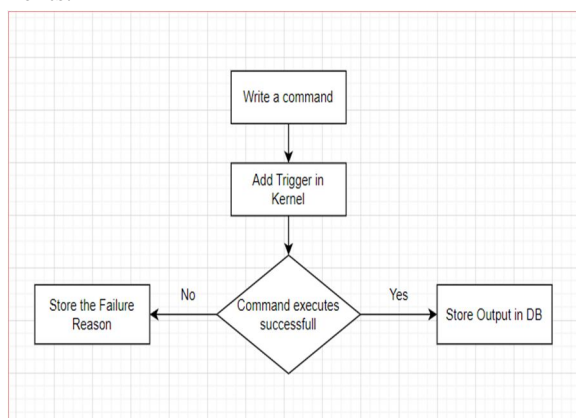 Write a command
Add Trigger in
Kernel
Command executes
successfull
No
Yes
Store the Failure
Reason
Store Output in DB